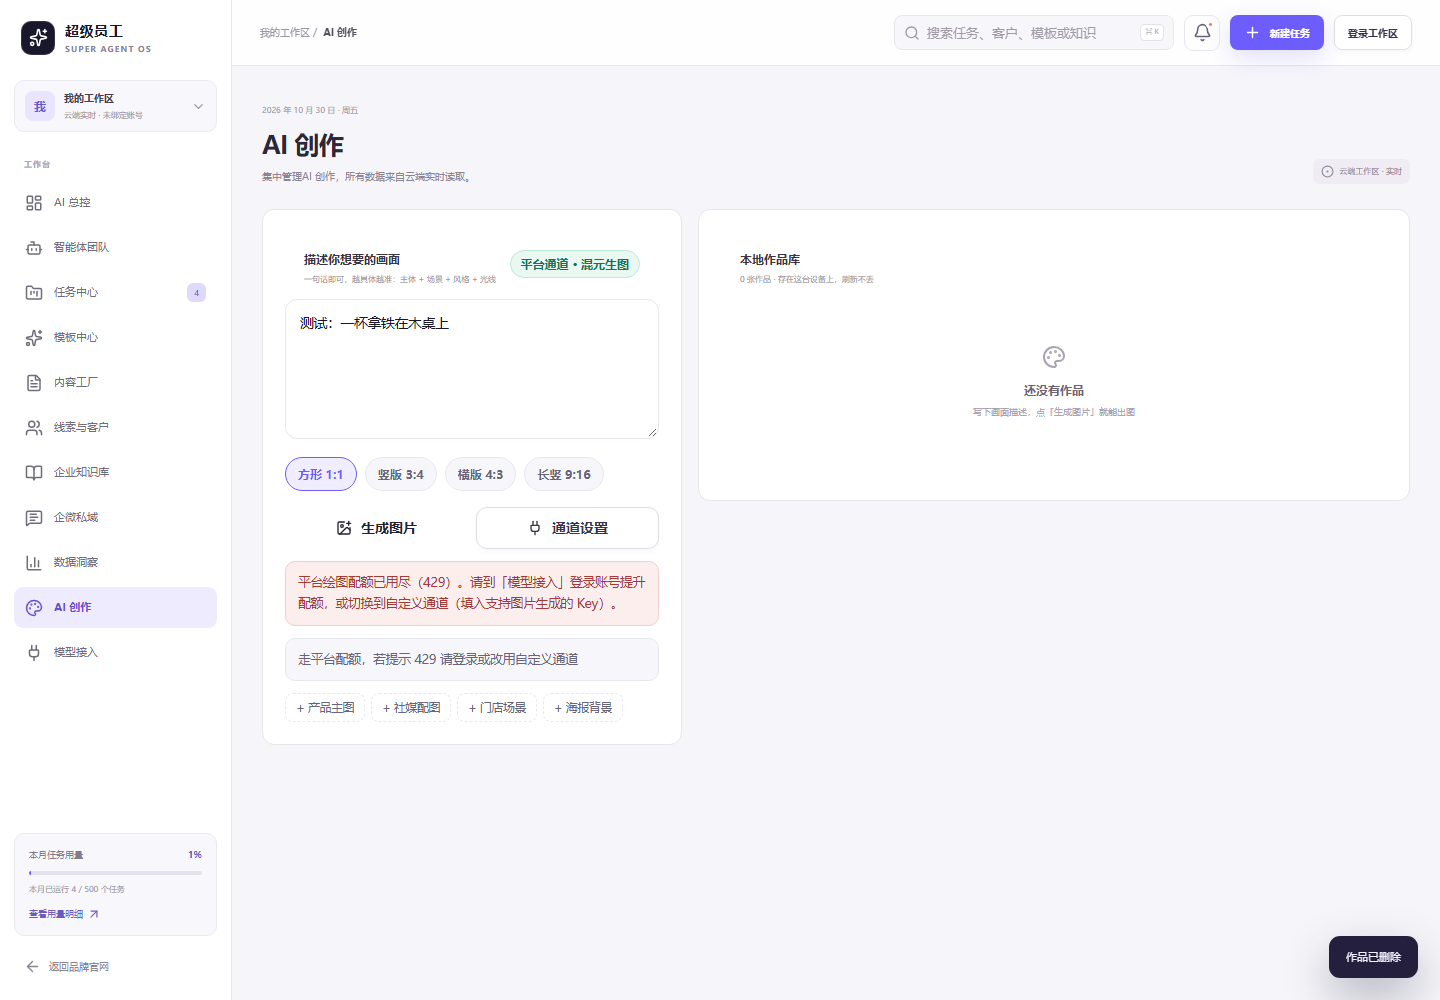 超级员工
SUPER AGENT OS
我
我的工作区
云端实时 · 未绑定账号
工作台
AI 总控
智能体团队
任务中心
4
模板中心
内容工厂
线索与客户
企业知识库
企微私域
数据洞察
AI 创作
模型接入
本月任务用量
1%
本月已运行 4 / 500 个任务
查看用量明细
返回品牌官网
我的工作区 / AI 创作
搜索任务、客户、模板或知识
⌘ K
新建任务
登录工作区
2026 年 10 月 30 日 · 周五
AI 创作
集中管理AI 创作，所有数据来自云端实时读取。
云端工作区 · 实时
描述你想要的画面
一句话即可，越具体越准：主体 + 场景 + 风格 + 光线
平台通道 • 混元生图
测试：一杯拿铁在木桌上
方形 1:1
竖版 3:4
横版 4:3
长竖 9:16
生成图片
通道设置
平台绘图配额已用尽（429）。请到「模型接入」登录账号提升
配额，或切换到自定义通道（填入支持图片生成的 Key）。
走平台配额，若提示 429 请登录或改用自定义通道
+ 产品主图
+ 社媒配图
+ 门店场景
+ 海报背景
本地作品库
0 张作品 · 存在这台设备上，刷新不丢
还没有作品
写下画面描述，点「生成图片」就能出图
作品已删除